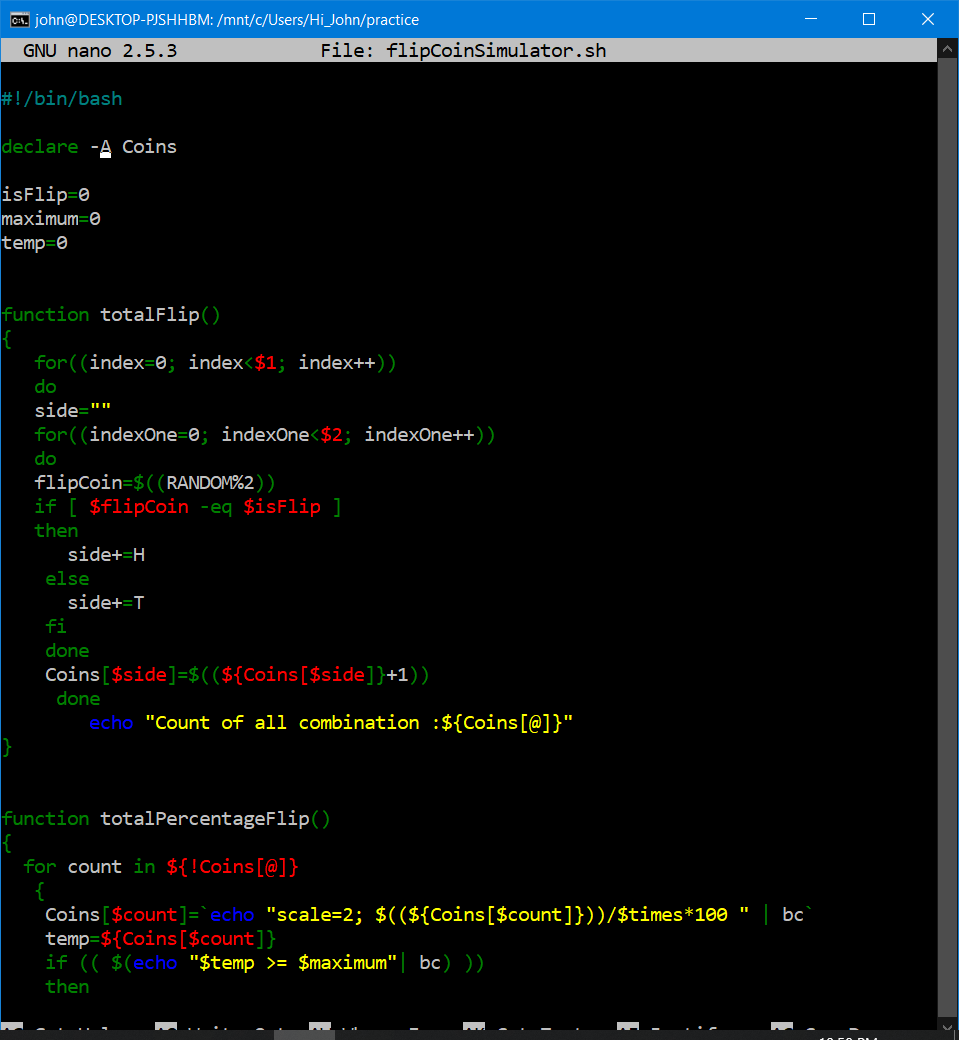 john@DESKTOP-PJSHHBM: /mnt/c/Users/Hi_John/practice
GNU nano 2.5.3 File: flipCoinSimulator.sh
#!/bin/bash
declare -A Coins
isFlip=0
maximum=0
temp=0
function totalFlip()
{
for((index=0; index<$1; index++))
do
side=""
for((indexOne=0; indexOne<$2; indexOne++))
do
flipCoin=$((RANDOM%2))
if [ $flipCoin -eq $isFlip ]
then
side+=H
else
side+=T
fi
done
Coins[$side]=$((${Coins[$side]}+1))
done
echo "Count of all combination :${Coins[@]}"
}
function totalPercentageFlip()
{
for count in ${!Coins[@]}
{
Coins[$count]=`echo "scale=2; $((${Coins[$count]}))/$times*100 " | bc`
temp=${Coins[$count]}
if (( $(echo "$temp >= $maximum"| bc) ))
then